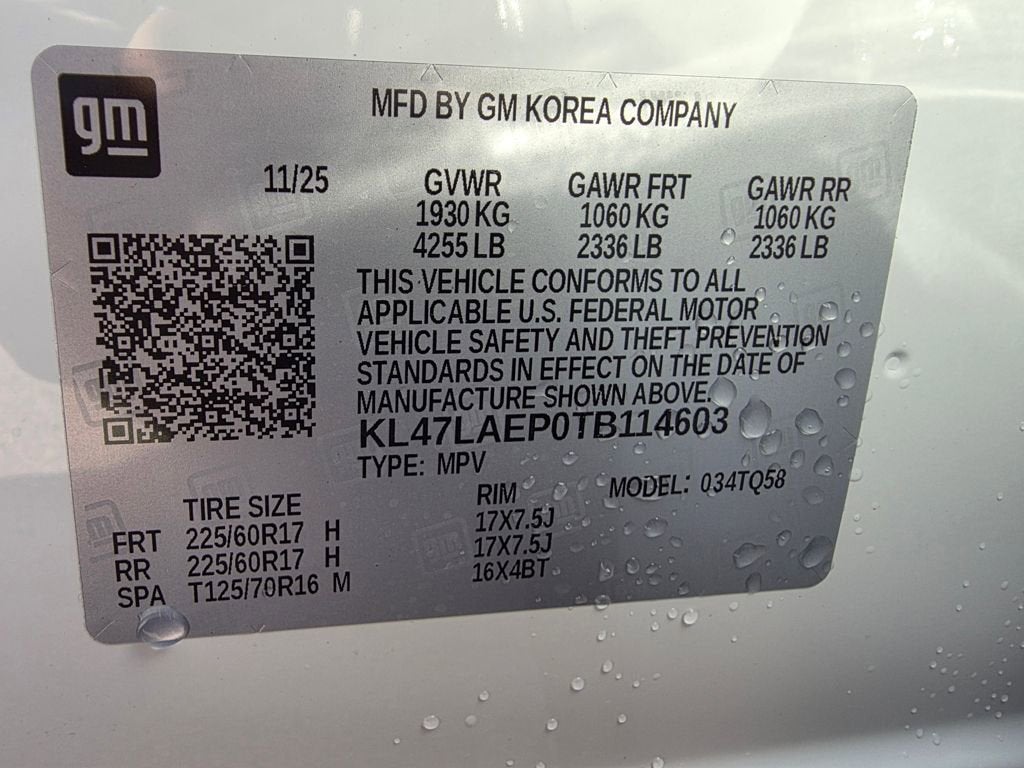 gm
MFD BY GM KOREA COMPANY
11/25 GVWR GAWR FRT GAWR RR
1930 KG 1060 KG 1060 KG
4255 LB 2336 LB 2336 LB
THIS VEHICLE CONFORMS TO ALL
APPLICABLE U.S. FEDERAL MOTOR
VEHICLE SAFETY AND THEFT PREVENTION
STANDARDS IN EFFECT ON THE DATE OF
MANUFACTURE SHOWN ABOVE.
KL47LAEP0TB114603
TYPE: MPV
TIRE SIZE RIM MODEL: 034TQ58
FRT 225/60R17 H 17X7.5J
RR 225/60R17 H 17X7.5J
SPA T125/70R16 M 16X4BT